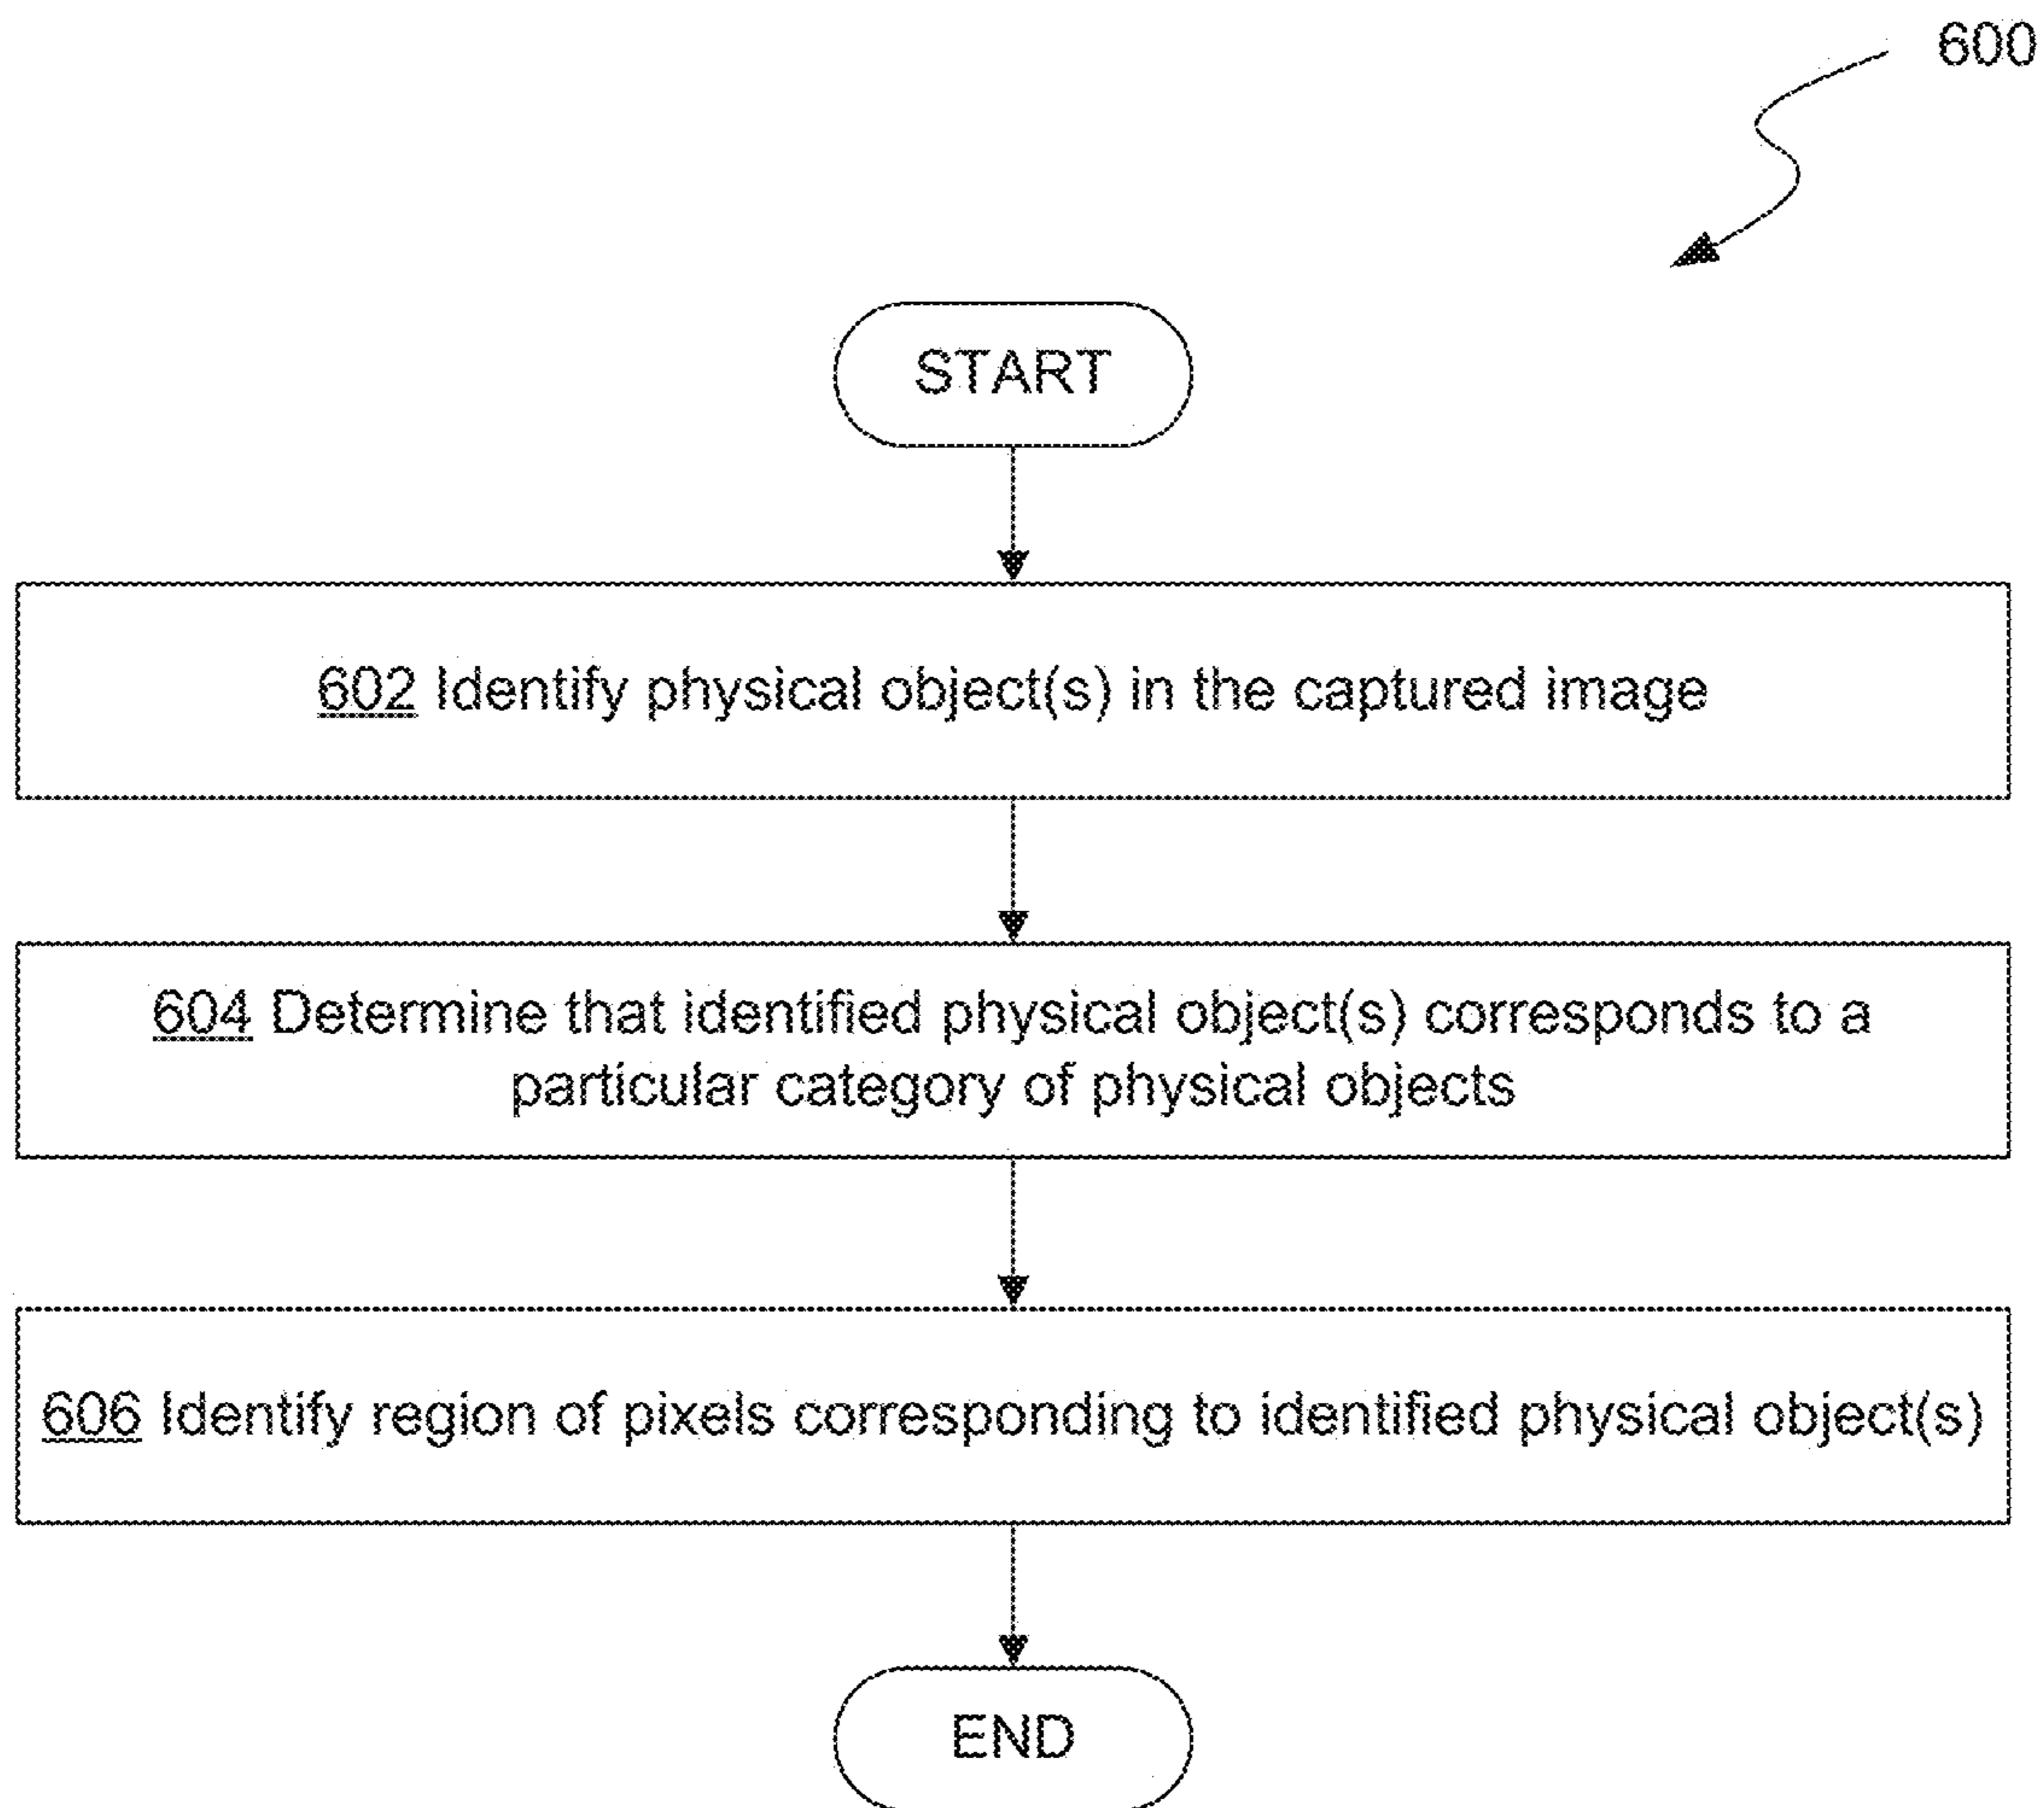 600
START
602 Identify physical object(s) in the captured image
604 Determine that identified physical object(s) corresponds to a
particular category of physical objects
606 Identify region of pixels corresponding to identified physical object(s)
END